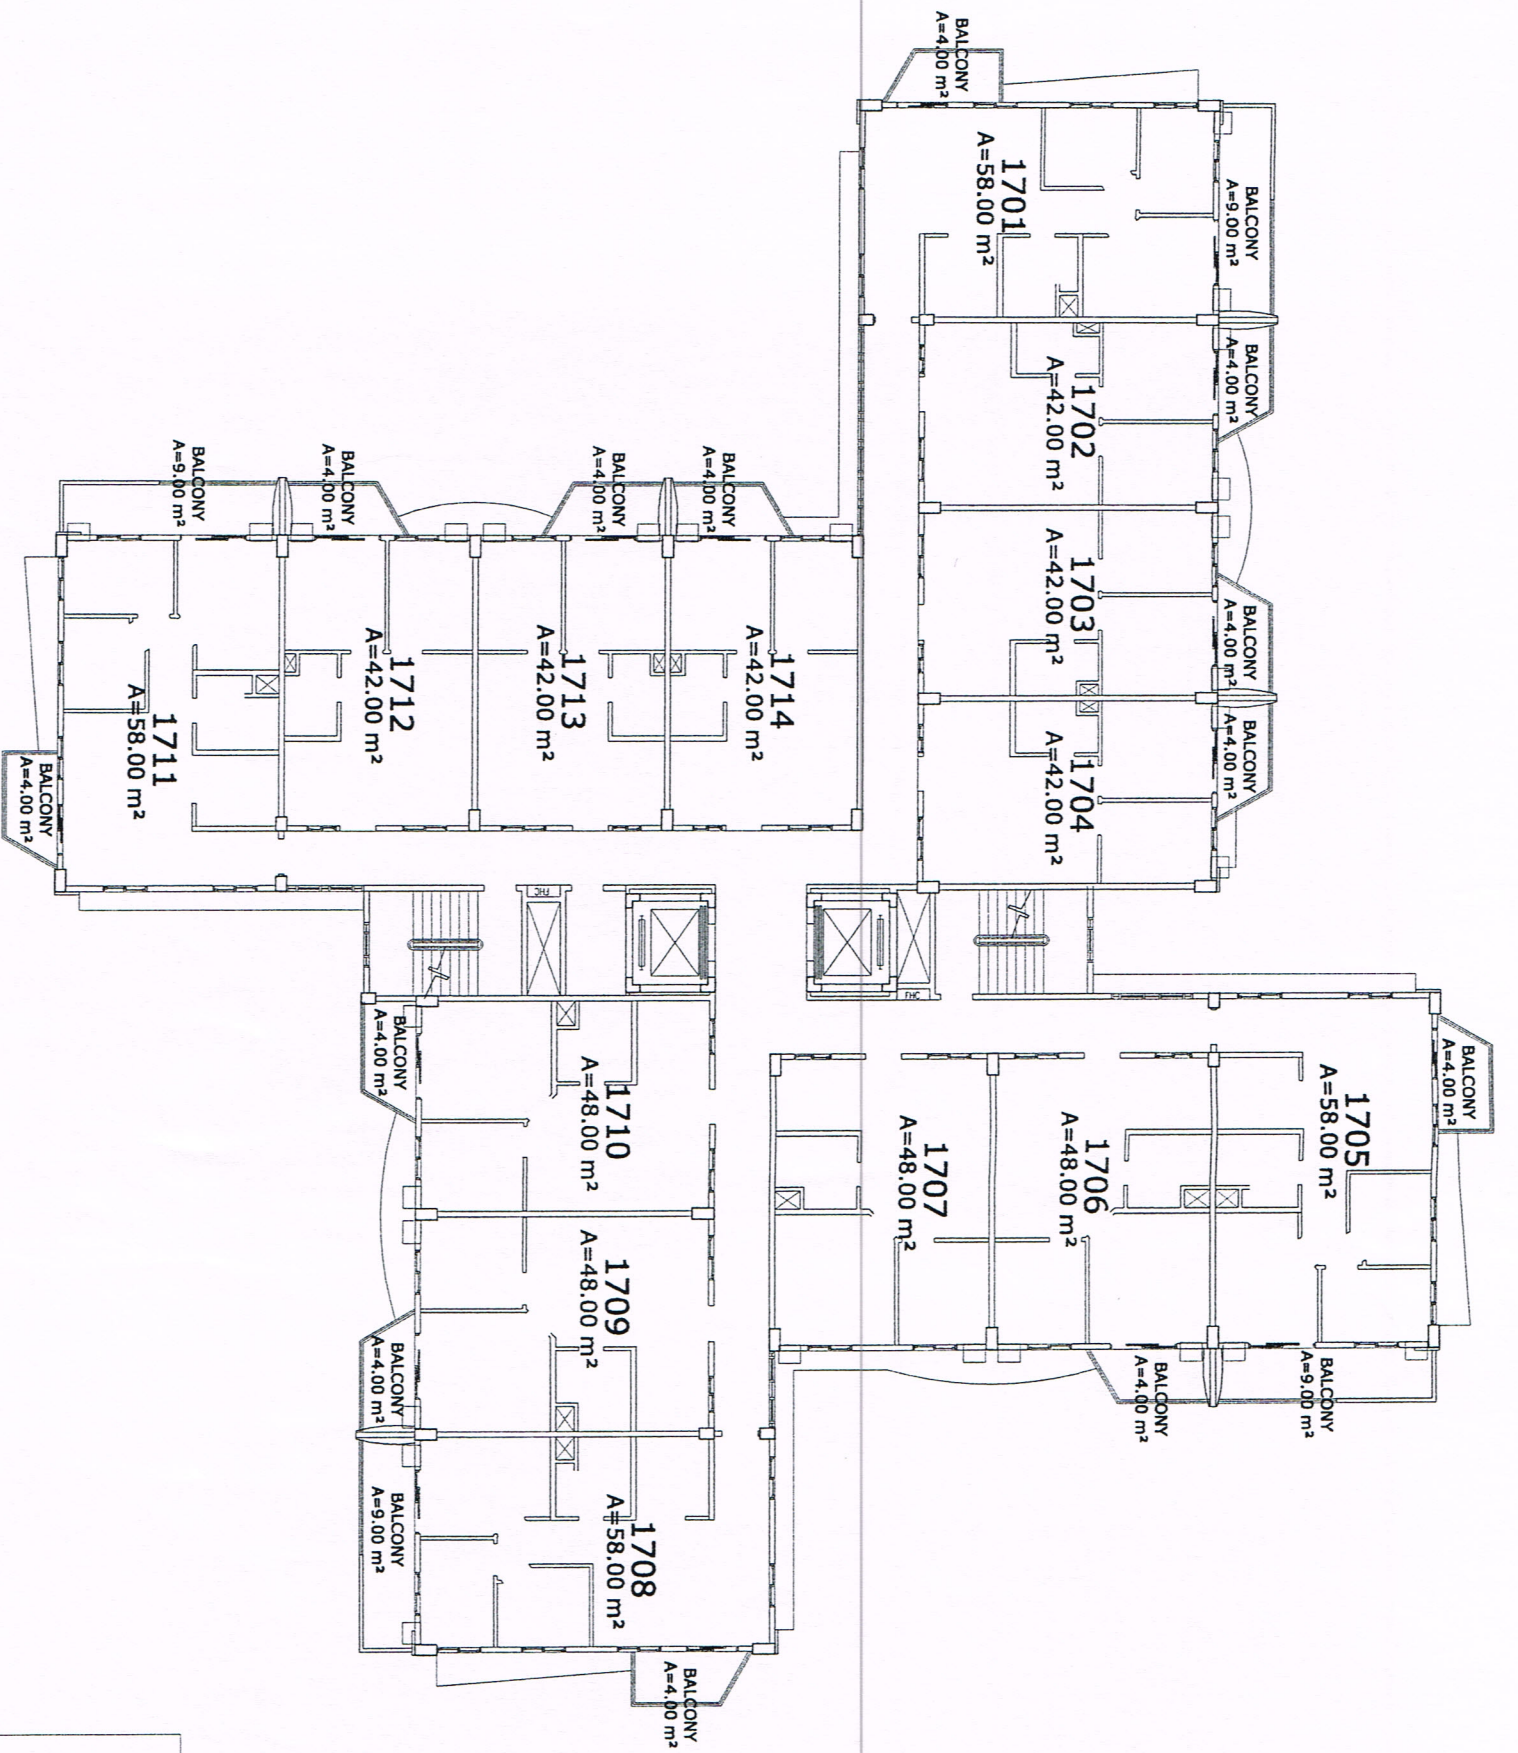 BALCONY
A=4.00 m²
1701
A=58.00 m²
BALCONY
A=9.00 m²
1702
A=42.00 m²
BALCONY
A=4.00 m²
1703
A=42.00 m²
BALCONY
A=4.00 m²
1704
A=42.00 m²
BALCONY
A=4.00 m²
1705
A=58.00 m²
BALCONY
A=4.00 m²
BALCONY
A=9.00 m²
1706
A=48.00 m²
BALCONY
A=4.00 m²
1707
A=48.00 m²
1708
A=58.00 m²
BALCONY
A=4.00 m²
BALCONY
A=9.00 m²
1709
A=48.00 m²
BALCONY
A=4.00 m²
1710
A=48.00 m²
BALCONY
A=4.00 m²
1711
A=58.00 m²
BALCONY
A=4.00 m²
BALCONY
A=9.00 m²
1712
A=42.00 m²
BALCONY
A=4.00 m²
1713
A=42.00 m²
BALCONY
A=4.00 m²
1714
A=42.00 m²
BALCONY
A=4.00 m²
FHC
FHC